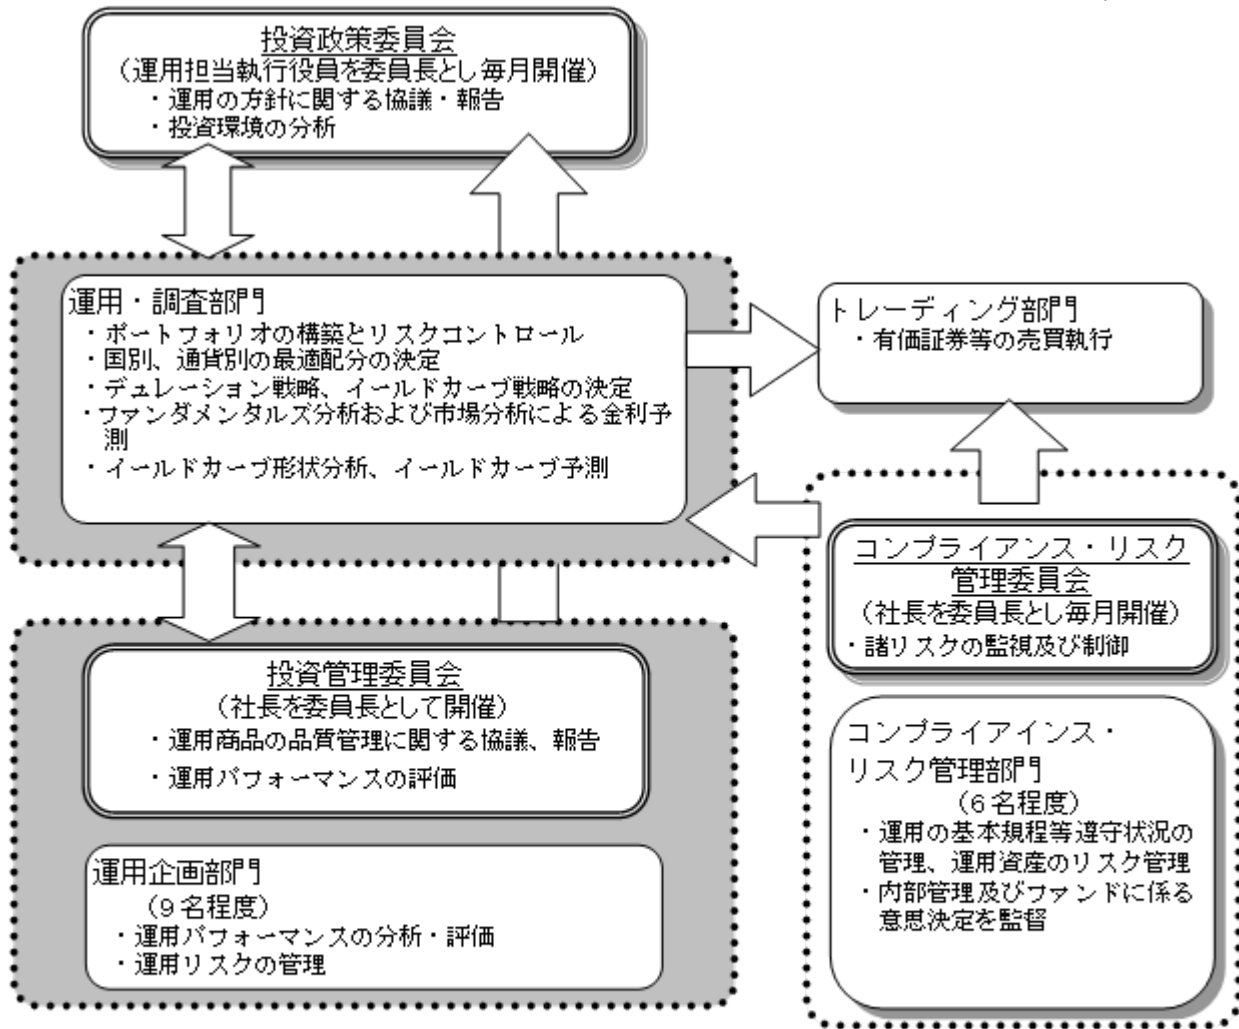 投資政策委員会
（運用担当執行役員を委員長とし毎月開催）
・運用の方針に関する協議・報告
・投資環境の分析
運用・調査部門
・ポートフォリオの構築とリスクコントロール
・国別、通貨別の最適配分の決定
・デュレーション戦略、イールドカーブ戦略の決定
・ファンダメンタルズ分析および市場分析による金利予
測
・イールドカーブ形状分析、イールドカーブ予測
トレーディング部門
・有価証券等の売買執行
コンプライアンス・リスク
管理委員会
（社長を委員長とし毎月開催）
・諸リスクの監視及び制御
投資管理委員会
（社長を委員長として開催）
・運用商品の品質管理に関する協議、報告
・運用パフォーマンスの評価
コンプライアインス・
リスク管理部門
（6名程度）
・運用の基本規程等遵守状況の
管理、運用資産のリスク管理
・内部管理及びファンドに係る
意思決定を監督
運用企画部門
（9名程度）
・運用パフォーマンスの分析・評価
・運用リスクの管理